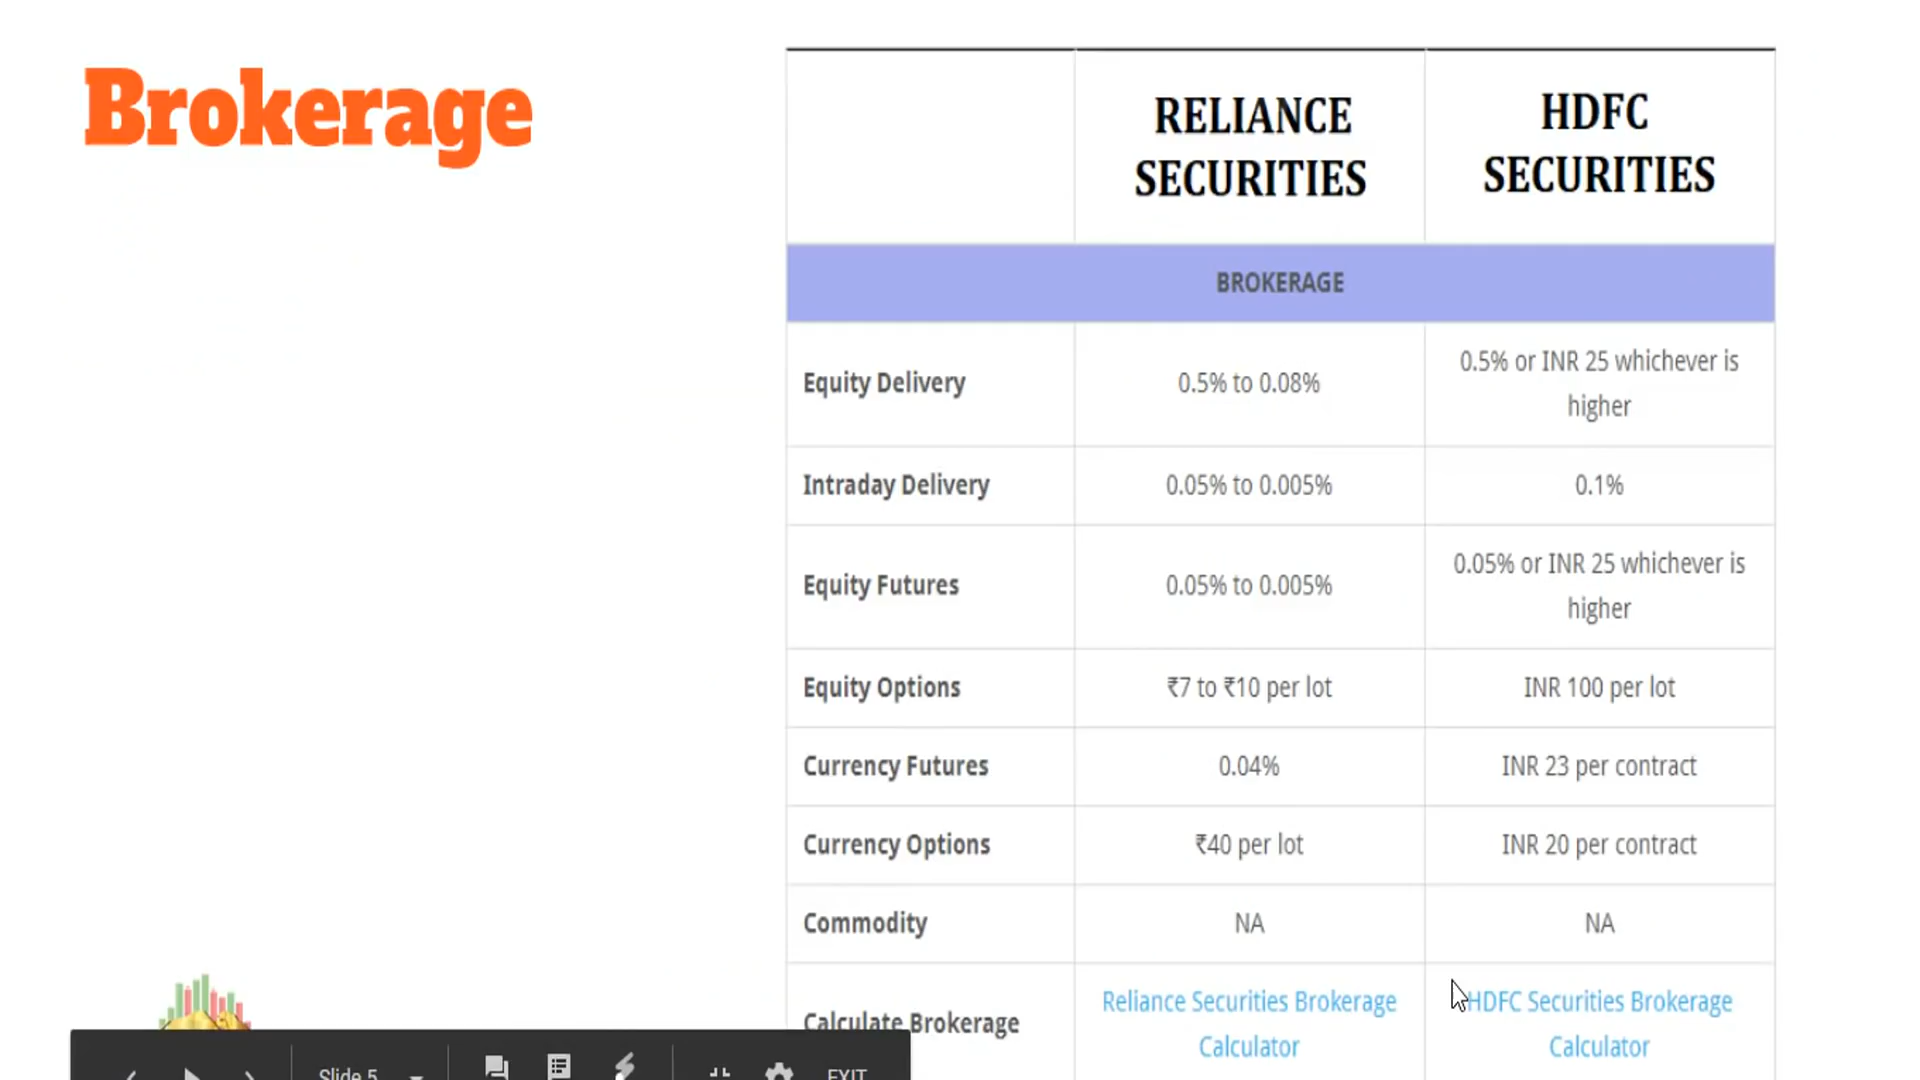 Brokerage
RELIANCE
SECURITIES
HDFC
SECURITIES
BROKERAGE
Equity Delivery
0.5% to 0.08%
0.5% or INR 25 whichever is
higher
Intraday Delivery
0.05% to 0.005%
0.1%
Equity Futures
0.05% to 0.005%
0.05% or INR 25 whichever is
higher
Equity Options
₹7 to ₹10 per lot
INR 100 per lot
Currency Futures
0.04%
INR 23 per contract
Currency Options
₹40 per lot
INR 20 per contract
Commodity
NA
NA
Calculate Brokerage
Reliance Securities Brokerage
Calculator
HDFC Securities Brokerage
Calculator
Slide 5
EXIT